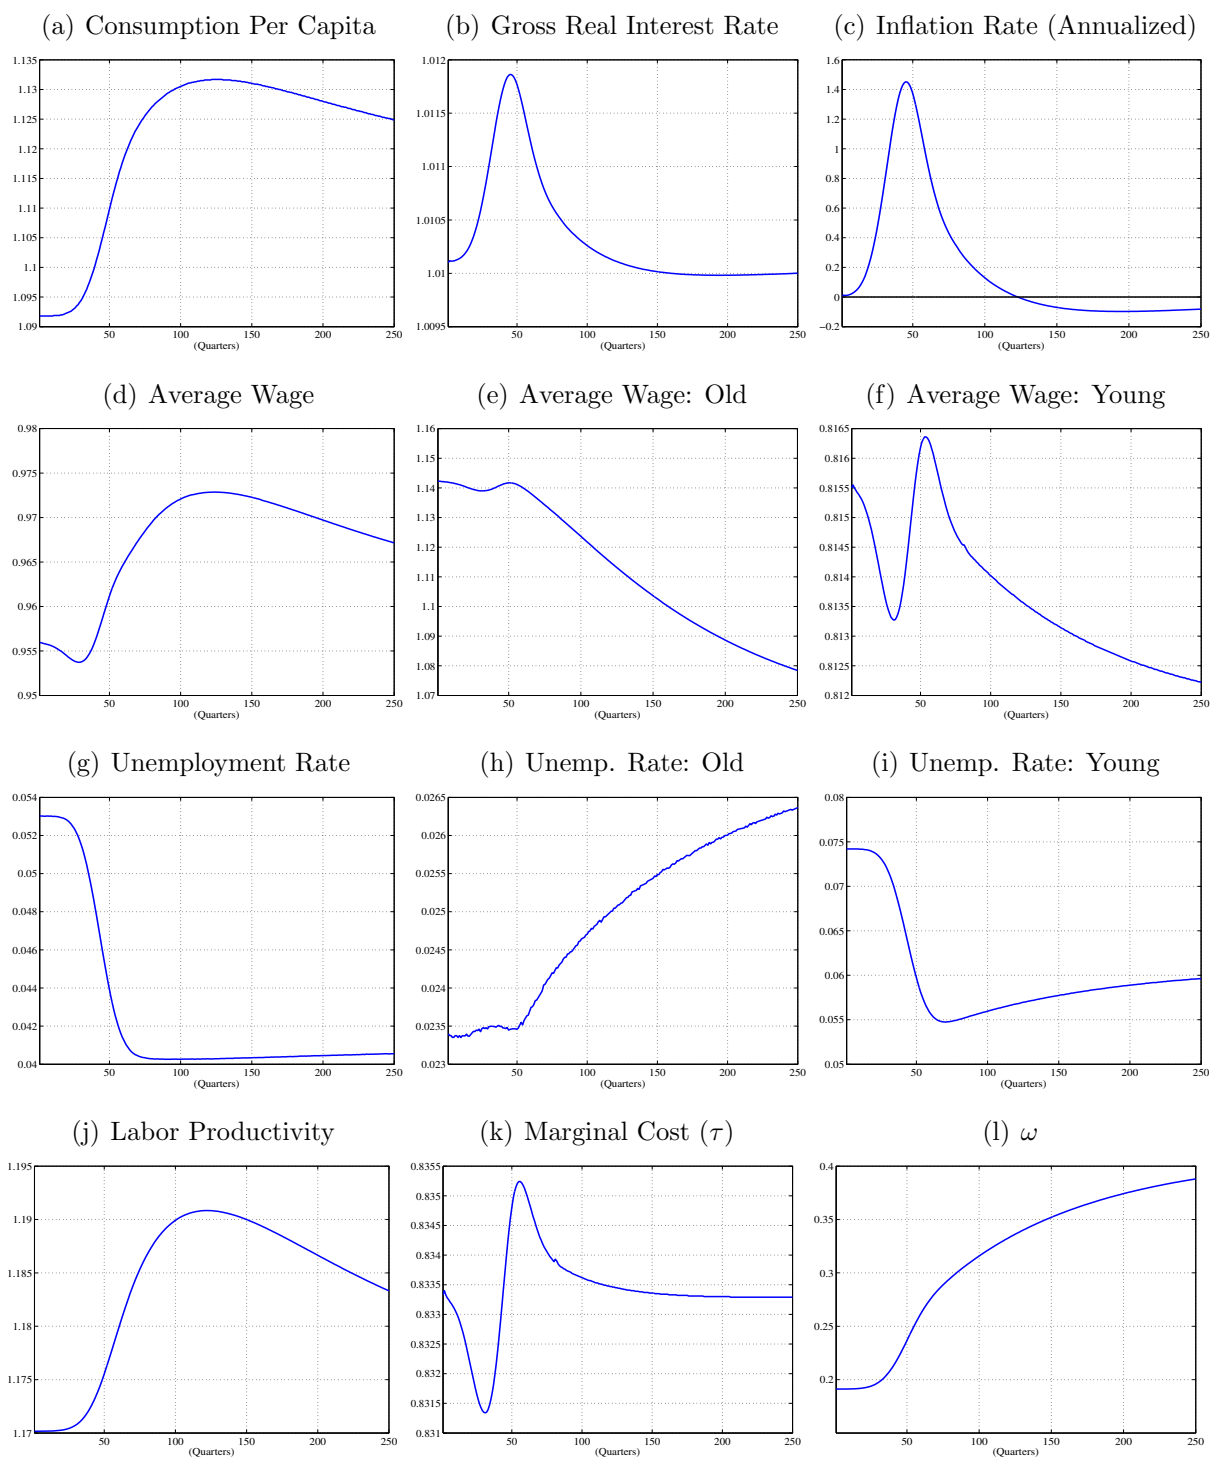 (a) Consumption Per Capita
(b) Gross Real Interest Rate
(c) Inflation Rate (Annualized)
1.135
1.13
1.125
1.12
1.115
1.11
1.105
1.1
1.095
1.09
50 100 150 200 250
(Quarters)
1.012
1.0115
1.011
1.0105
1.01
1.0095
50 100 150 200 250
(Quarters)
1.6
1.4
1.2
1
0.8
0.6
0.4
0.2
0
−0.2
50 100 150 200 250
(Quarters)
(d) Average Wage
(e) Average Wage: Old
(f) Average Wage: Young
0.98
0.975
0.97
0.965
0.96
0.955
0.95
50 100 150 200 250
(Quarters)
1.16
1.15
1.14
1.13
1.12
1.11
1.1
1.09
1.08
1.07
50 100 150 200 250
(Quarters)
0.8165
0.816
0.8155
0.815
0.8145
0.814
0.8135
0.813
0.8125
0.812
50 100 150 200 250
(Quarters)
(g) Unemployment Rate
(h) Unemp. Rate: Old
(i) Unemp. Rate: Young
0.054
0.052
0.05
0.048
0.046
0.044
0.042
0.04
50 100 150 200 250
(Quarters)
0.0265
0.026
0.0255
0.025
0.0245
0.024
0.0235
0.023
50 100 150 200 250
(Quarters)
0.08
0.075
0.07
0.065
0.06
0.055
0.05
50 100 150 200 250
(Quarters)
(j) Labor Productivity
(k) Marginal Cost (τ)
(l) ω
1.195
1.19
1.185
1.18
1.175
1.17
50 100 150 200 250
(Quarters)
0.8355
0.835
0.8345
0.834
0.8335
0.833
0.8325
0.832
0.8315
0.831
50 100 150 200 250
(Quarters)
0.4
0.35
0.3
0.25
0.2
50 100 150 200 250
(Quarters)